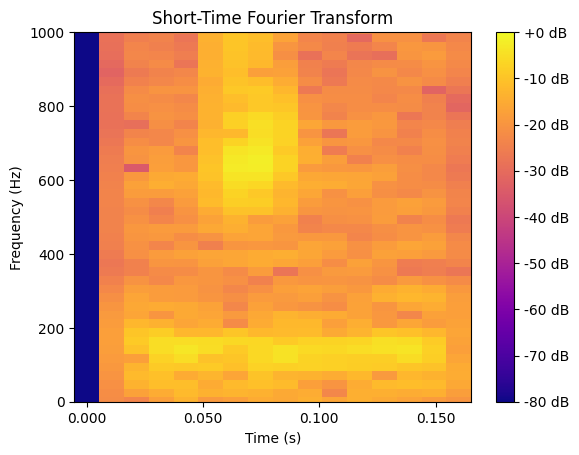 Short-Time Fourier Transform
1000
800
600
400
200
0
Frequency (Hz)
0.000
0.050
0.100
0.150
Time (s)
+0 dB
-10 dB
-20 dB
-30 dB
-40 dB
-50 dB
-60 dB
-70 dB
-80 dB